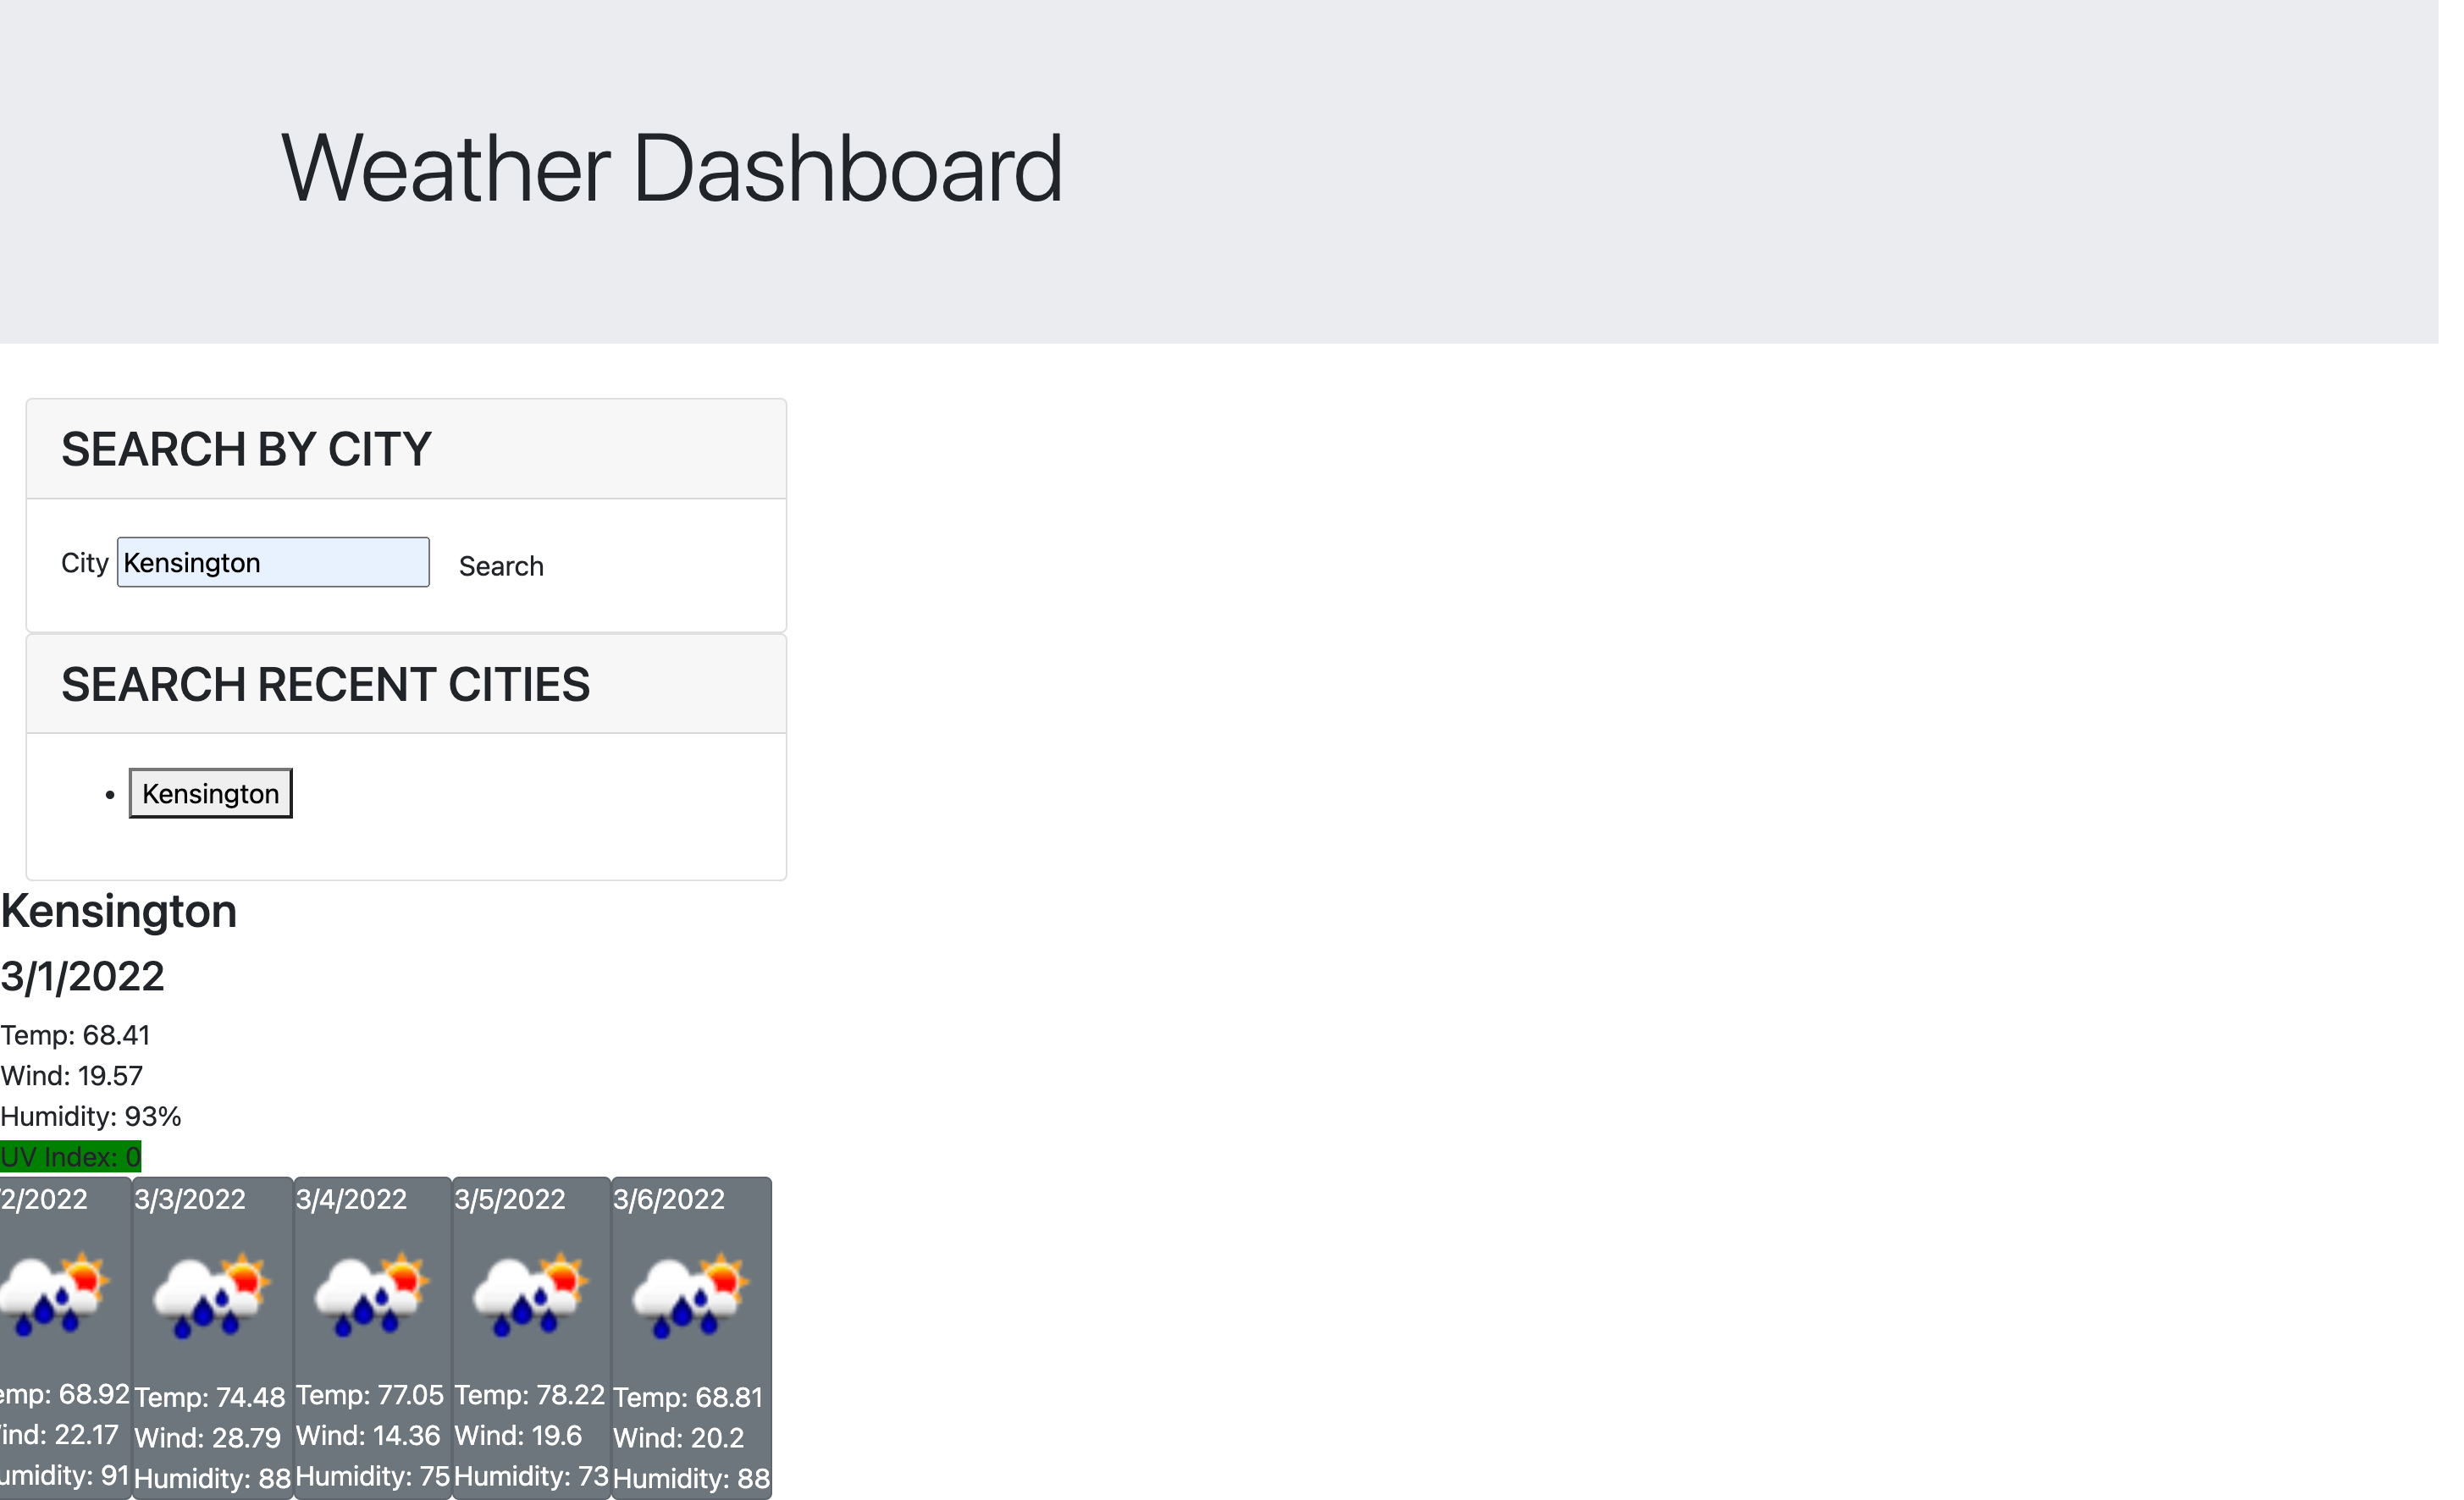 Weather Dashboard
SEARCH BY CITY
City Kensington Search
SEARCH RECENT CITIES
• Kensington
Kensington
3/1/2022
Temp: 68.41
Wind: 19.57
Humidity: 93%
UV Index: 0
/2/2022
emp: 68.92
ind: 22.17
umidity: 91
3/3/2022
Temp: 74.48
Wind: 28.79
Humidity: 88
3/4/2022
Temp: 77.05
Wind: 14.36
Humidity: 75
3/5/2022
Temp: 78.22
Wind: 19.6
Humidity: 73
3/6/2022
Temp: 68.81
Wind: 20.2
Humidity: 88